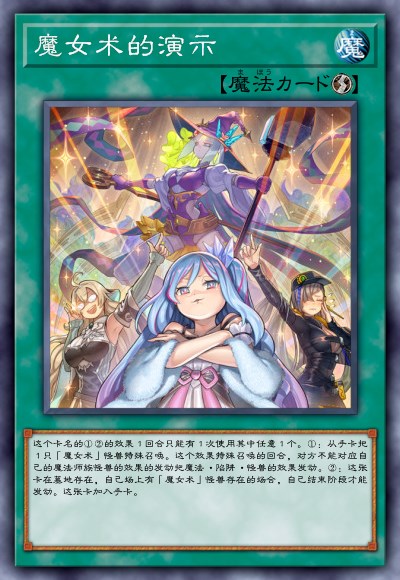 魔女术的演示
魔
まほう
【魔法カード】
这个卡名的①②的效果1回合只能有1次使用其中任意1个。①：从手卡把
1只「魔女术」怪兽特殊召唤。这个效果特殊召唤的回合，对方不能对应自
己的魔法师族怪兽的效果的发动把魔法·陷阱·怪兽的效果发动。②：这张
卡在墓地存在，自己场上有「魔女术」怪兽存在的场合，自己结束阶段才能
发动。这张卡加入手卡。